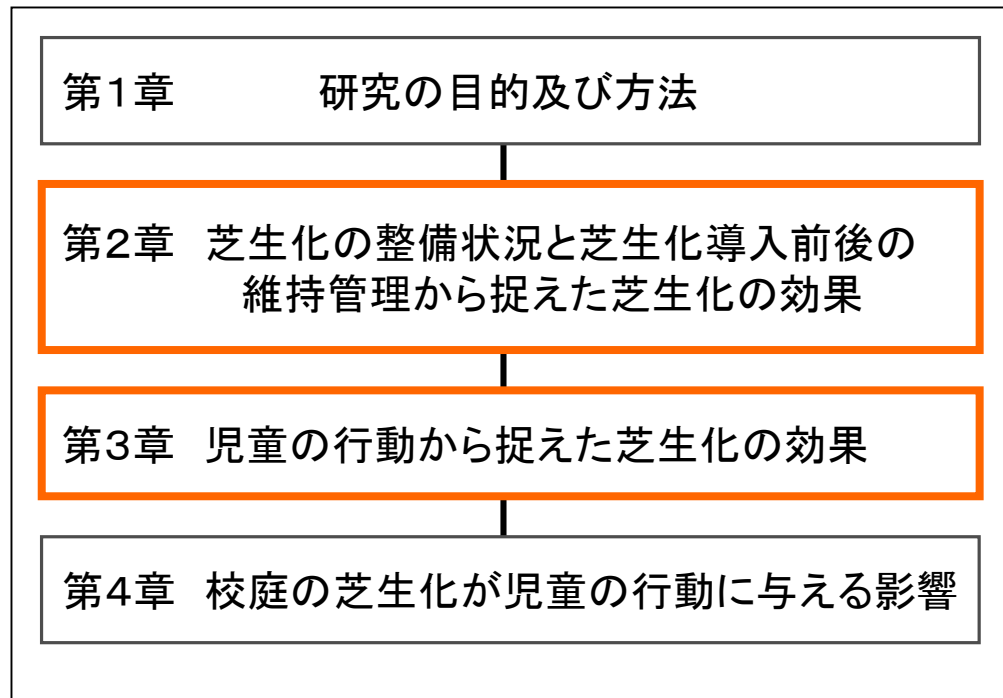 第1章　研究の目的及び方法
第2章　芝生化の整備状況と芝生化導入前後の
維持管理から捉えた芝生化の効果
第3章　児童の行動から捉えた芝生化の効果
第4章　校庭の芝生化が児童の行動に与える影響